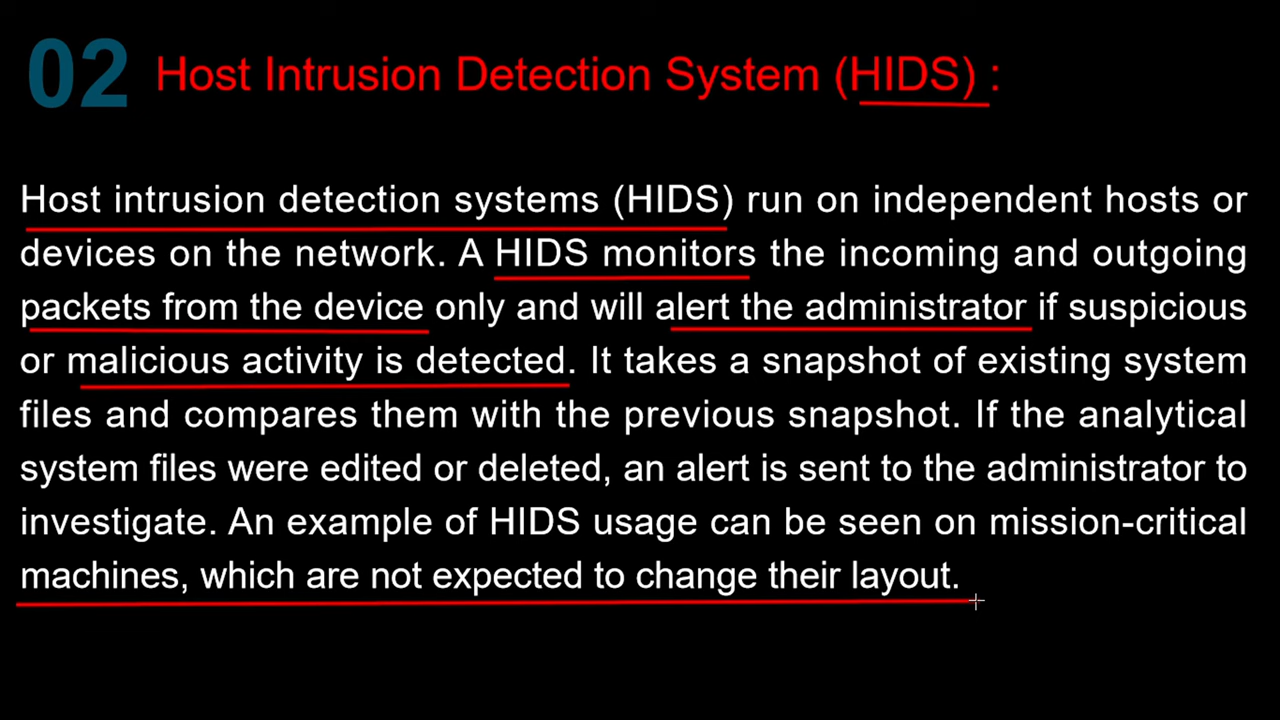 02 Host Intrusion Detection System (HIDS) :
Host intrusion detection systems (HIDS) run on independent hosts or
devices on the network. A HIDS monitors the incoming and outgoing
packets from the device only and will alert the administrator if suspicious
or malicious activity is detected. It takes a snapshot of existing system
files and compares them with the previous snapshot. If the analytical
system files were edited or deleted, an alert is sent to the administrator to
investigate. An example of HIDS usage can be seen on mission-critical
machines, which are not expected to change their layout.